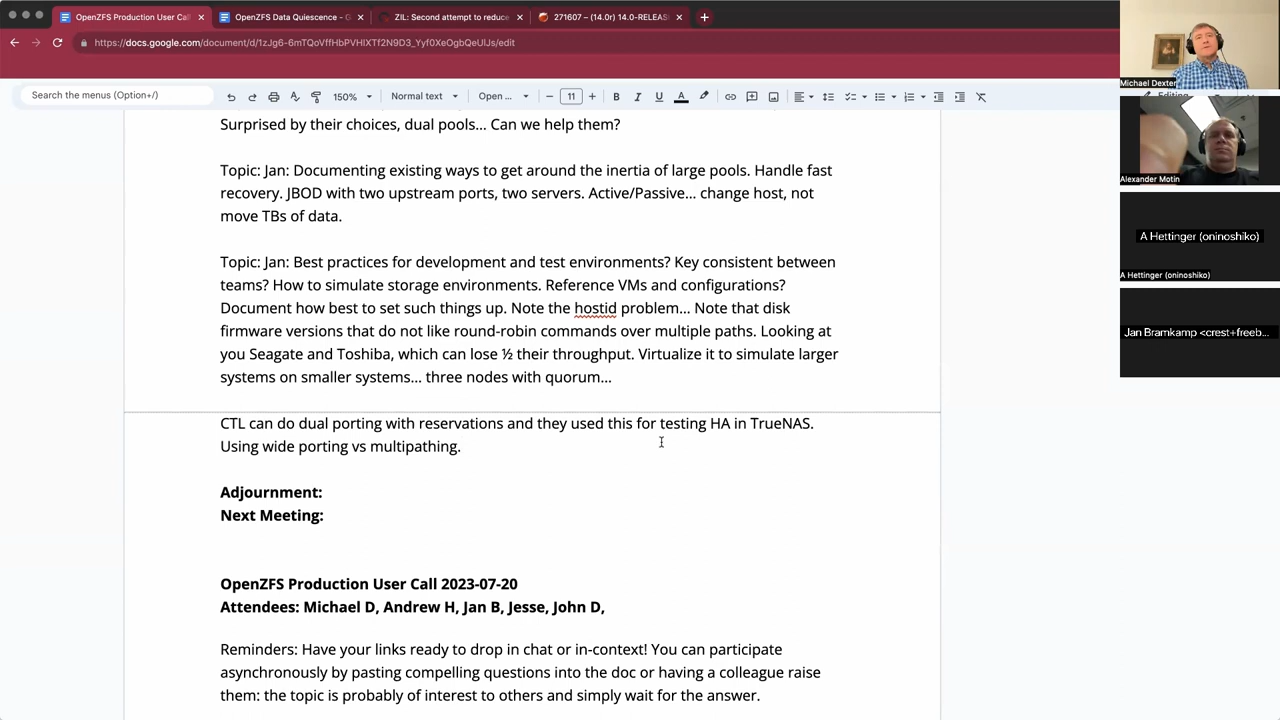 OpenZFS Production User Call
OpenZFS Data Quiescence - G
ZIL: Second attempt to reduce
271607 – (14.0r) 14.0-RELEAS
https://docs.google.com/document/d/1zJg6-6mTQoVffHbPVHIXTf2N9D3_Yyf0XeOgbQeUIJs/edit
Search the menus (Option+/)
150%
Normal text
Open
11
Editing
Surprised by their choices, dual pools... Can we help them?
Topic: Jan: Documenting existing ways to get around the inertia of large pools. Handle fast
recovery. JBOD with two upstream ports, two servers. Active/Passive... change host, not
move TBs of data.
Topic: Jan: Best practices for development and test environments? Key consistent between
teams? How to simulate storage environments. Reference VMs and configurations?
Document how best to set such things up. Note the hostid problem... Note that disk
firmware versions that do not like round-robin commands over multiple paths. Looking at
you Seagate and Toshiba, which can lose ½ their throughput. Virtualize it to simulate larger
systems on smaller systems... three nodes with quorum...
CTL can do dual porting with reservations and they used this for testing HA in TrueNAS.
Using wide porting vs multipathing.
Adjournment:
Next Meeting:
OpenZFS Production User Call 2023-07-20
Attendees: Michael D, Andrew H, Jan B, Jesse, John D,
Reminders: Have your links ready to drop in chat or in-context! You can participate
asynchronously by pasting compelling questions into the doc or having a colleague raise
them: the topic is probably of interest to others and simply wait for the answer.
Michael Dexter
Alexander Motin
A Hettinger (oninoshiko)
A Hettinger (oninoshiko)
Jan Bramkamp <crest+freeb...